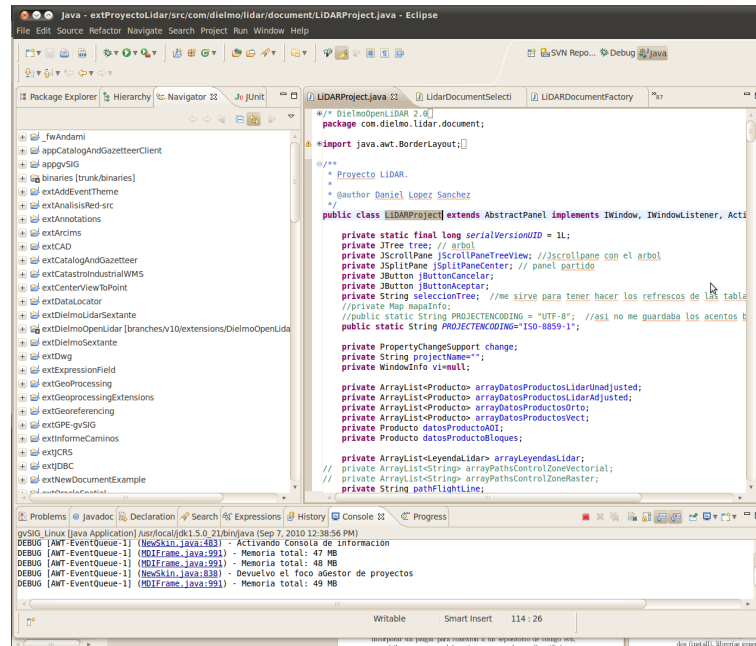 Java - extProyectoLidar/src/com/dielmo/lidar/document/LiDARProject.java - Eclipse
File Edit Source Refactor Navigate Search Project Run Window Help
SVN Repo... Debug Java
Package Explorer Hierarchy Navigator JUnit
_fwAndami
appCatalogAndGazetteerClient
appgvSIG
binaries [trunk/binaries]
extAddEventTheme
extAnalisisRed-src
extAnnotations
extArcims
extCAD
extCatalogAndGazetteer
extCatastroIndustrialWMS
extCenterViewToPoint
extDataLocator
extDielmoLidarSextante
extDielmoOpenLidar [branches/v10/extensions/DielmoOpenLida
extDielmoSextante
extDwg
extExpressionField
extGeoProcessing
extGeoprocessingExtensions
extGeoreferencing
extGPE-gvSIG
extInformeCaminos
extJCRS
extJDBC
extNewDocumentExample
extOracleSpatial
LiDARProject.java LidarDocumentSelecti LiDARDocumentFactory »87
/* DielmoOpenLiDAR 2.0
package com.dielmo.lidar.document;
import java.awt.BorderLayout;
/**
* Proyecto LiDAR.
*
* @author Daniel Lopez Sanchez
*/
public class LiDARProject extends AbstractPanel implements IWindow, IWindowListener, Acti
private static final long serialVersionUID = 1L;
private JTree tree; // arbol
private JScrollPane jScrollPaneTreeView; //Jscrollpane con el arbol
private JSplitPane jSplitPaneCenter; // panel partido
private JButton jButtonCancelar;
private JButton jButtonAceptar;
private String seleccionTree; //me sirve para tener hacer los refrescos de las tabla
//private Map mapaInfo;
//public static String PROJECTENCODING = "UTF-8"; //asi no me guardaba los acentos b
public static String PROJECTENCODING="ISO-8859-1";
private PropertyChangeSupport change;
private String projectName="";
private WindowInfo vi=null;
private ArrayList<Producto> arrayDatosProductosLidarUnadjusted;
private ArrayList<Producto> arrayDatosProductosLidarAdjusted;
private ArrayList<Producto> arrayDatosProductosOrto;
private ArrayList<Producto> arrayDatosProductosVect;
private Producto datosProductoAOI;
private Producto datosProductoBloques;
private ArrayList<LeyendaLidar> arrayLeyendasLidar;
// private ArrayList<String> arrayPathsControlZoneVectorial;
// private ArrayList<String> arrayPathsControlZoneRaster;
private String pathFlightLine;
Problems @ Javadoc Declaration Search Expressions History Console Progress
gvSIG_Linux [Java Application] /usr/local/jdk1.5.0_21/bin/java (Sep 7, 2010 12:38:56 PM)
DEBUG [AWT-EventQueue-1] (NewSkin.java:483) - Activando Consola de información
DEBUG [AWT-EventQueue-1] (MDIFrame.java:991) - Memoria total: 47 MB
DEBUG [AWT-EventQueue-1] (MDIFrame.java:991) - Memoria total: 48 MB
DEBUG [AWT-EventQueue-1] (NewSkin.java:838) - Devuelvo el foco aGestor de proyectos
DEBUG [AWT-EventQueue-1] (MDIFrame.java:991) - Memoria total: 49 MB
Writable Smart Insert 114 : 26
incorporar un plugin para conexión a un repositorio de código svn,
dos (install), librerías